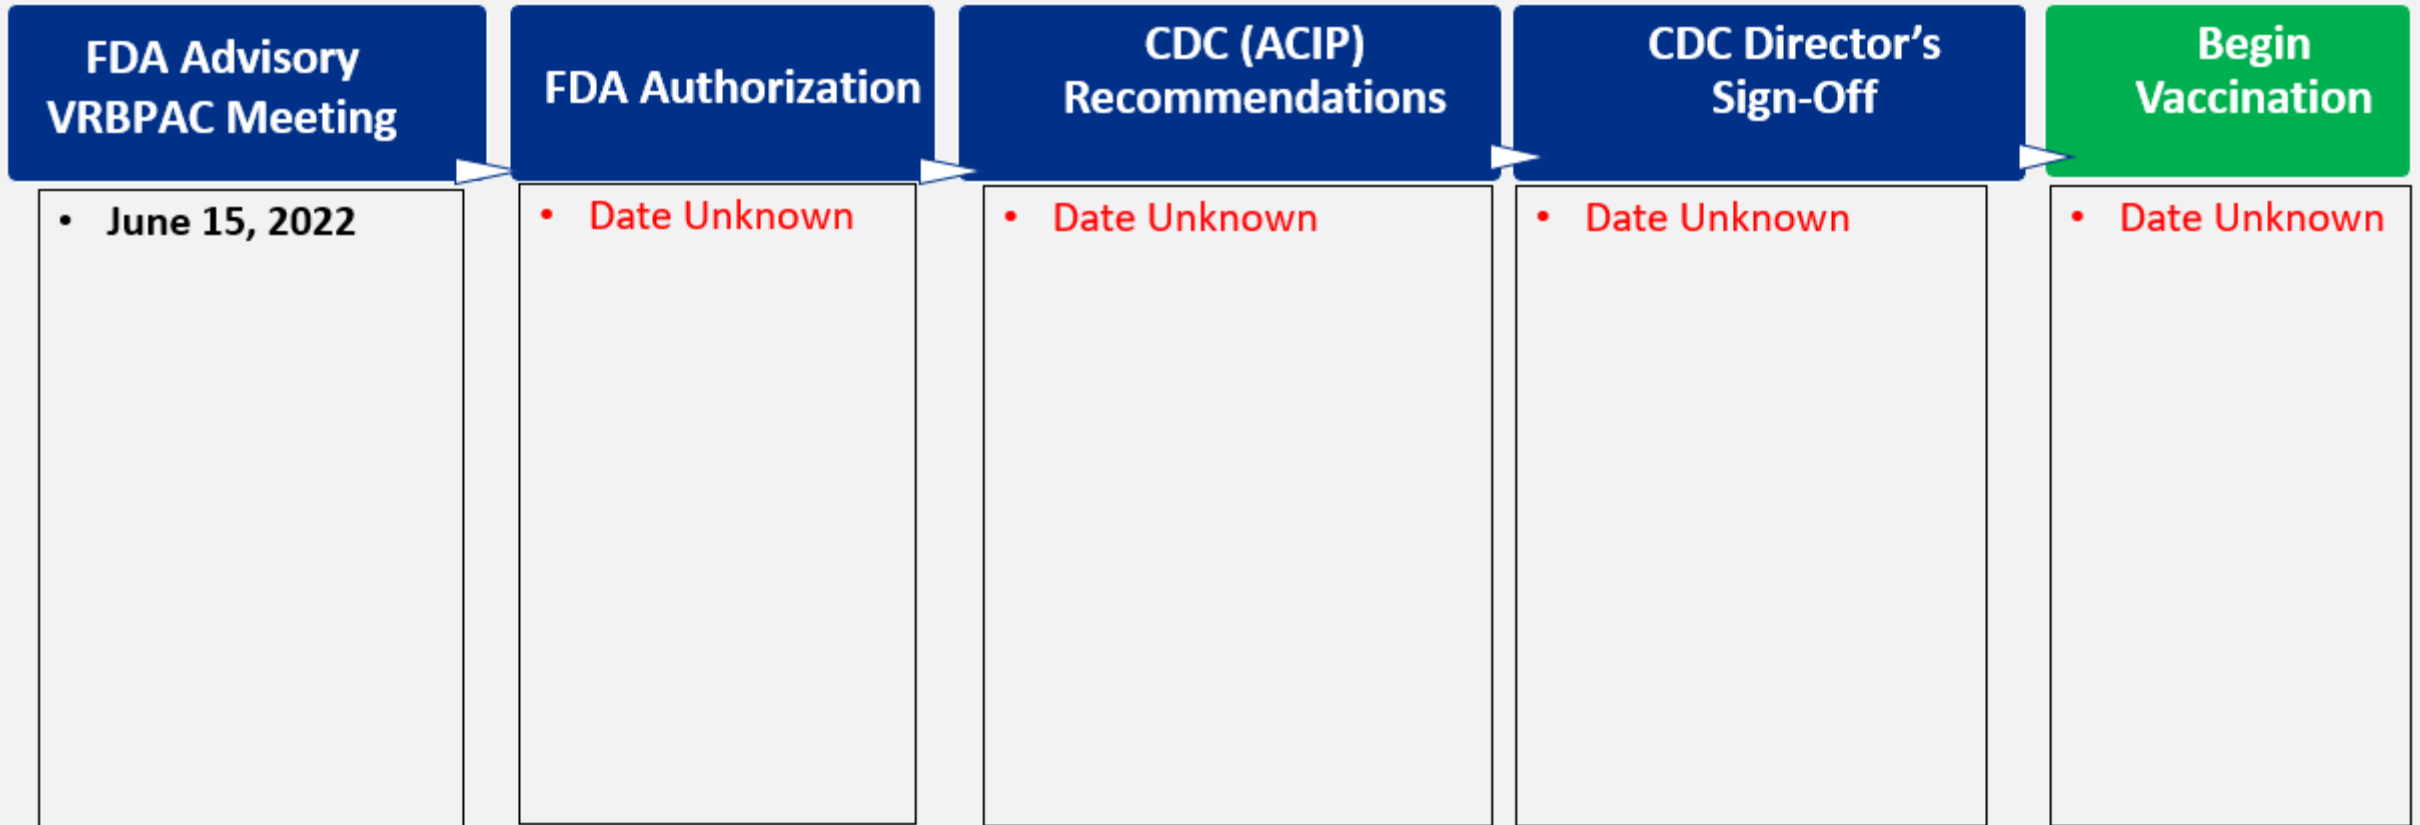 FDA Advisory
VRBPAC Meeting
FDA Authorization
CDC (ACIP)
Recommendations
CDC Director’s
Sign-Off
Begin
Vaccination
• June 15, 2022
• Date Unknown
• Date Unknown
• Date Unknown
• Date Unknown